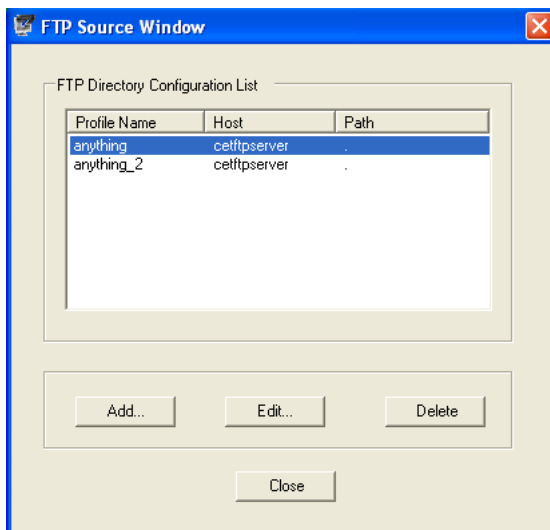 FTP Source Window
FTP Directory Configuration List
Profile Name Host Path
anything cetftpserver .
anything_2 cetftpserver .
Add... Edit... Delete
Close